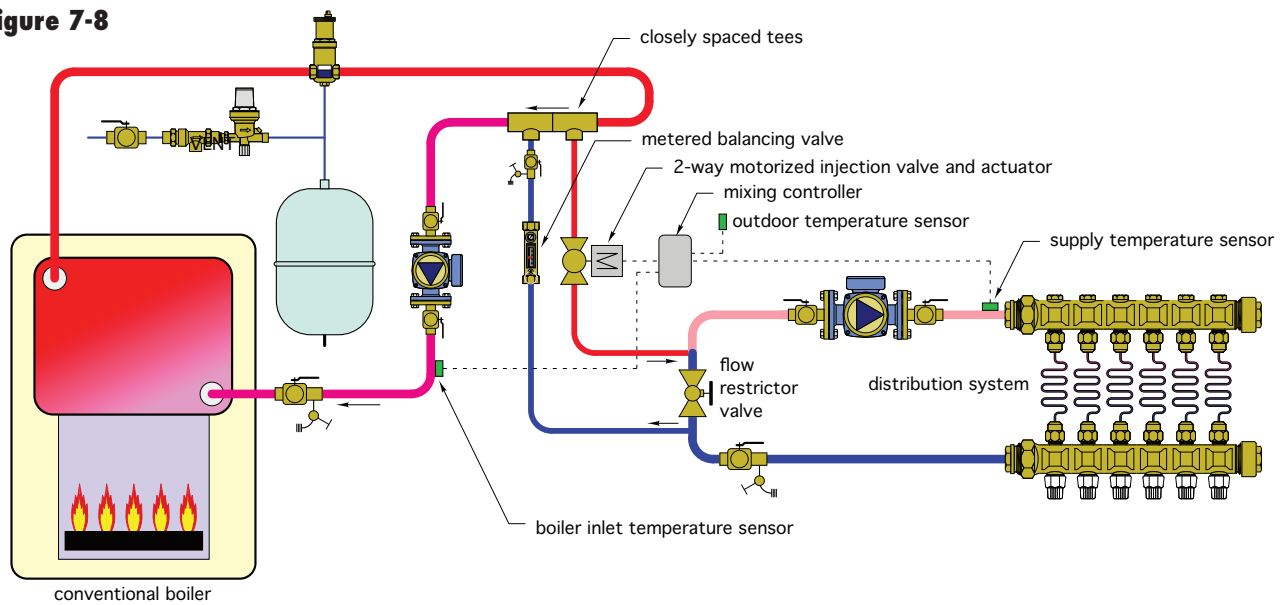 igure 7-8
closely spaced tees
metered balancing valve
2-way motorized injection valve and actuator
mixing controller
outdoor temperature sensor
supply temperature sensor
VENT
M
flow
restrictor
valve
distribution system
boiler inlet temperature sensor
conventional boiler